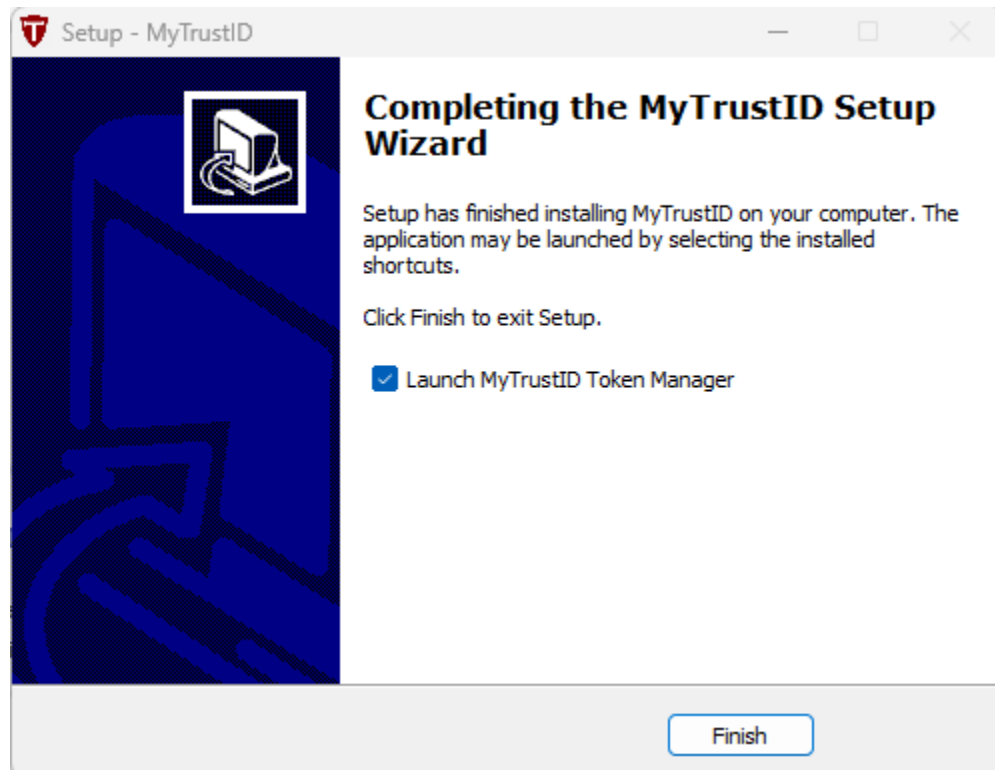 Setup - MyTrustID
Completing the MyTrustID Setup
Wizard
Setup has finished installing MyTrustID on your computer. The
application may be launched by selecting the installed
shortcuts.
Click Finish to exit Setup.
Launch MyTrustID Token Manager
Finish